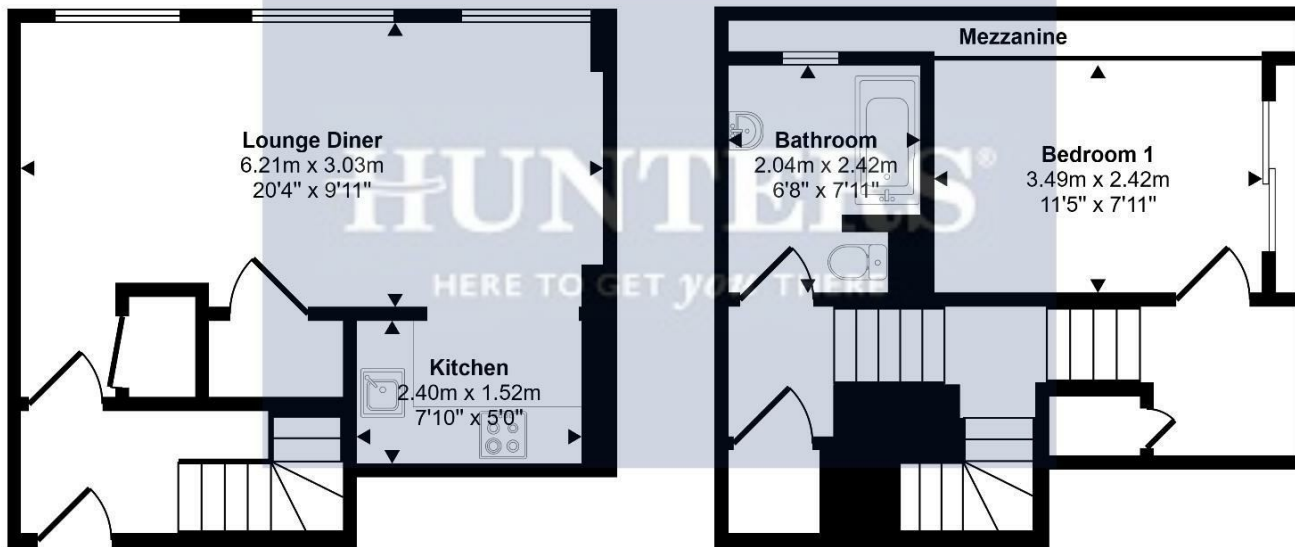 Mezzanine
Lounge Diner
6.21m x 3.03m
20'4" x 9'11"
Bathroom
2.04m x 2.42m
6'8" x 7'11"
Bedroom 1
3.49m x 2.42m
11'5" x 7'11"
HUNTERS®
HERE TO GET you THERE
Kitchen
2.40m x 1.52m
7'10" x 5'0"